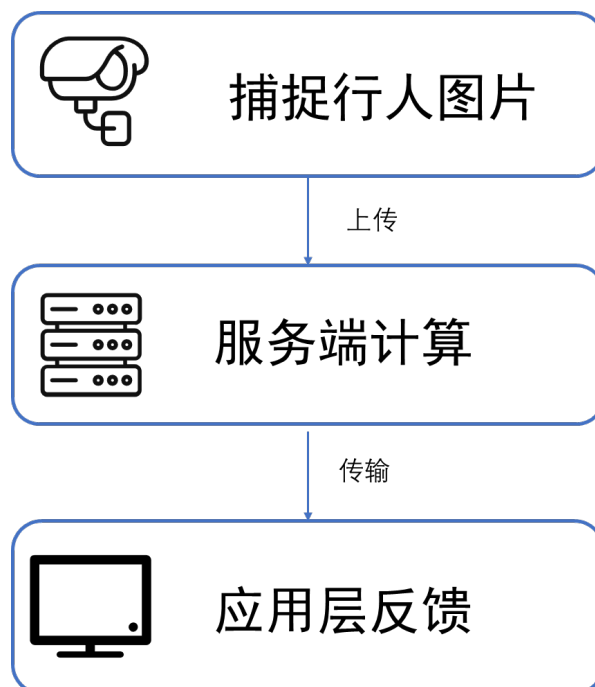 捕捉行人图片
上传
服务端计算
传输
应用层反馈